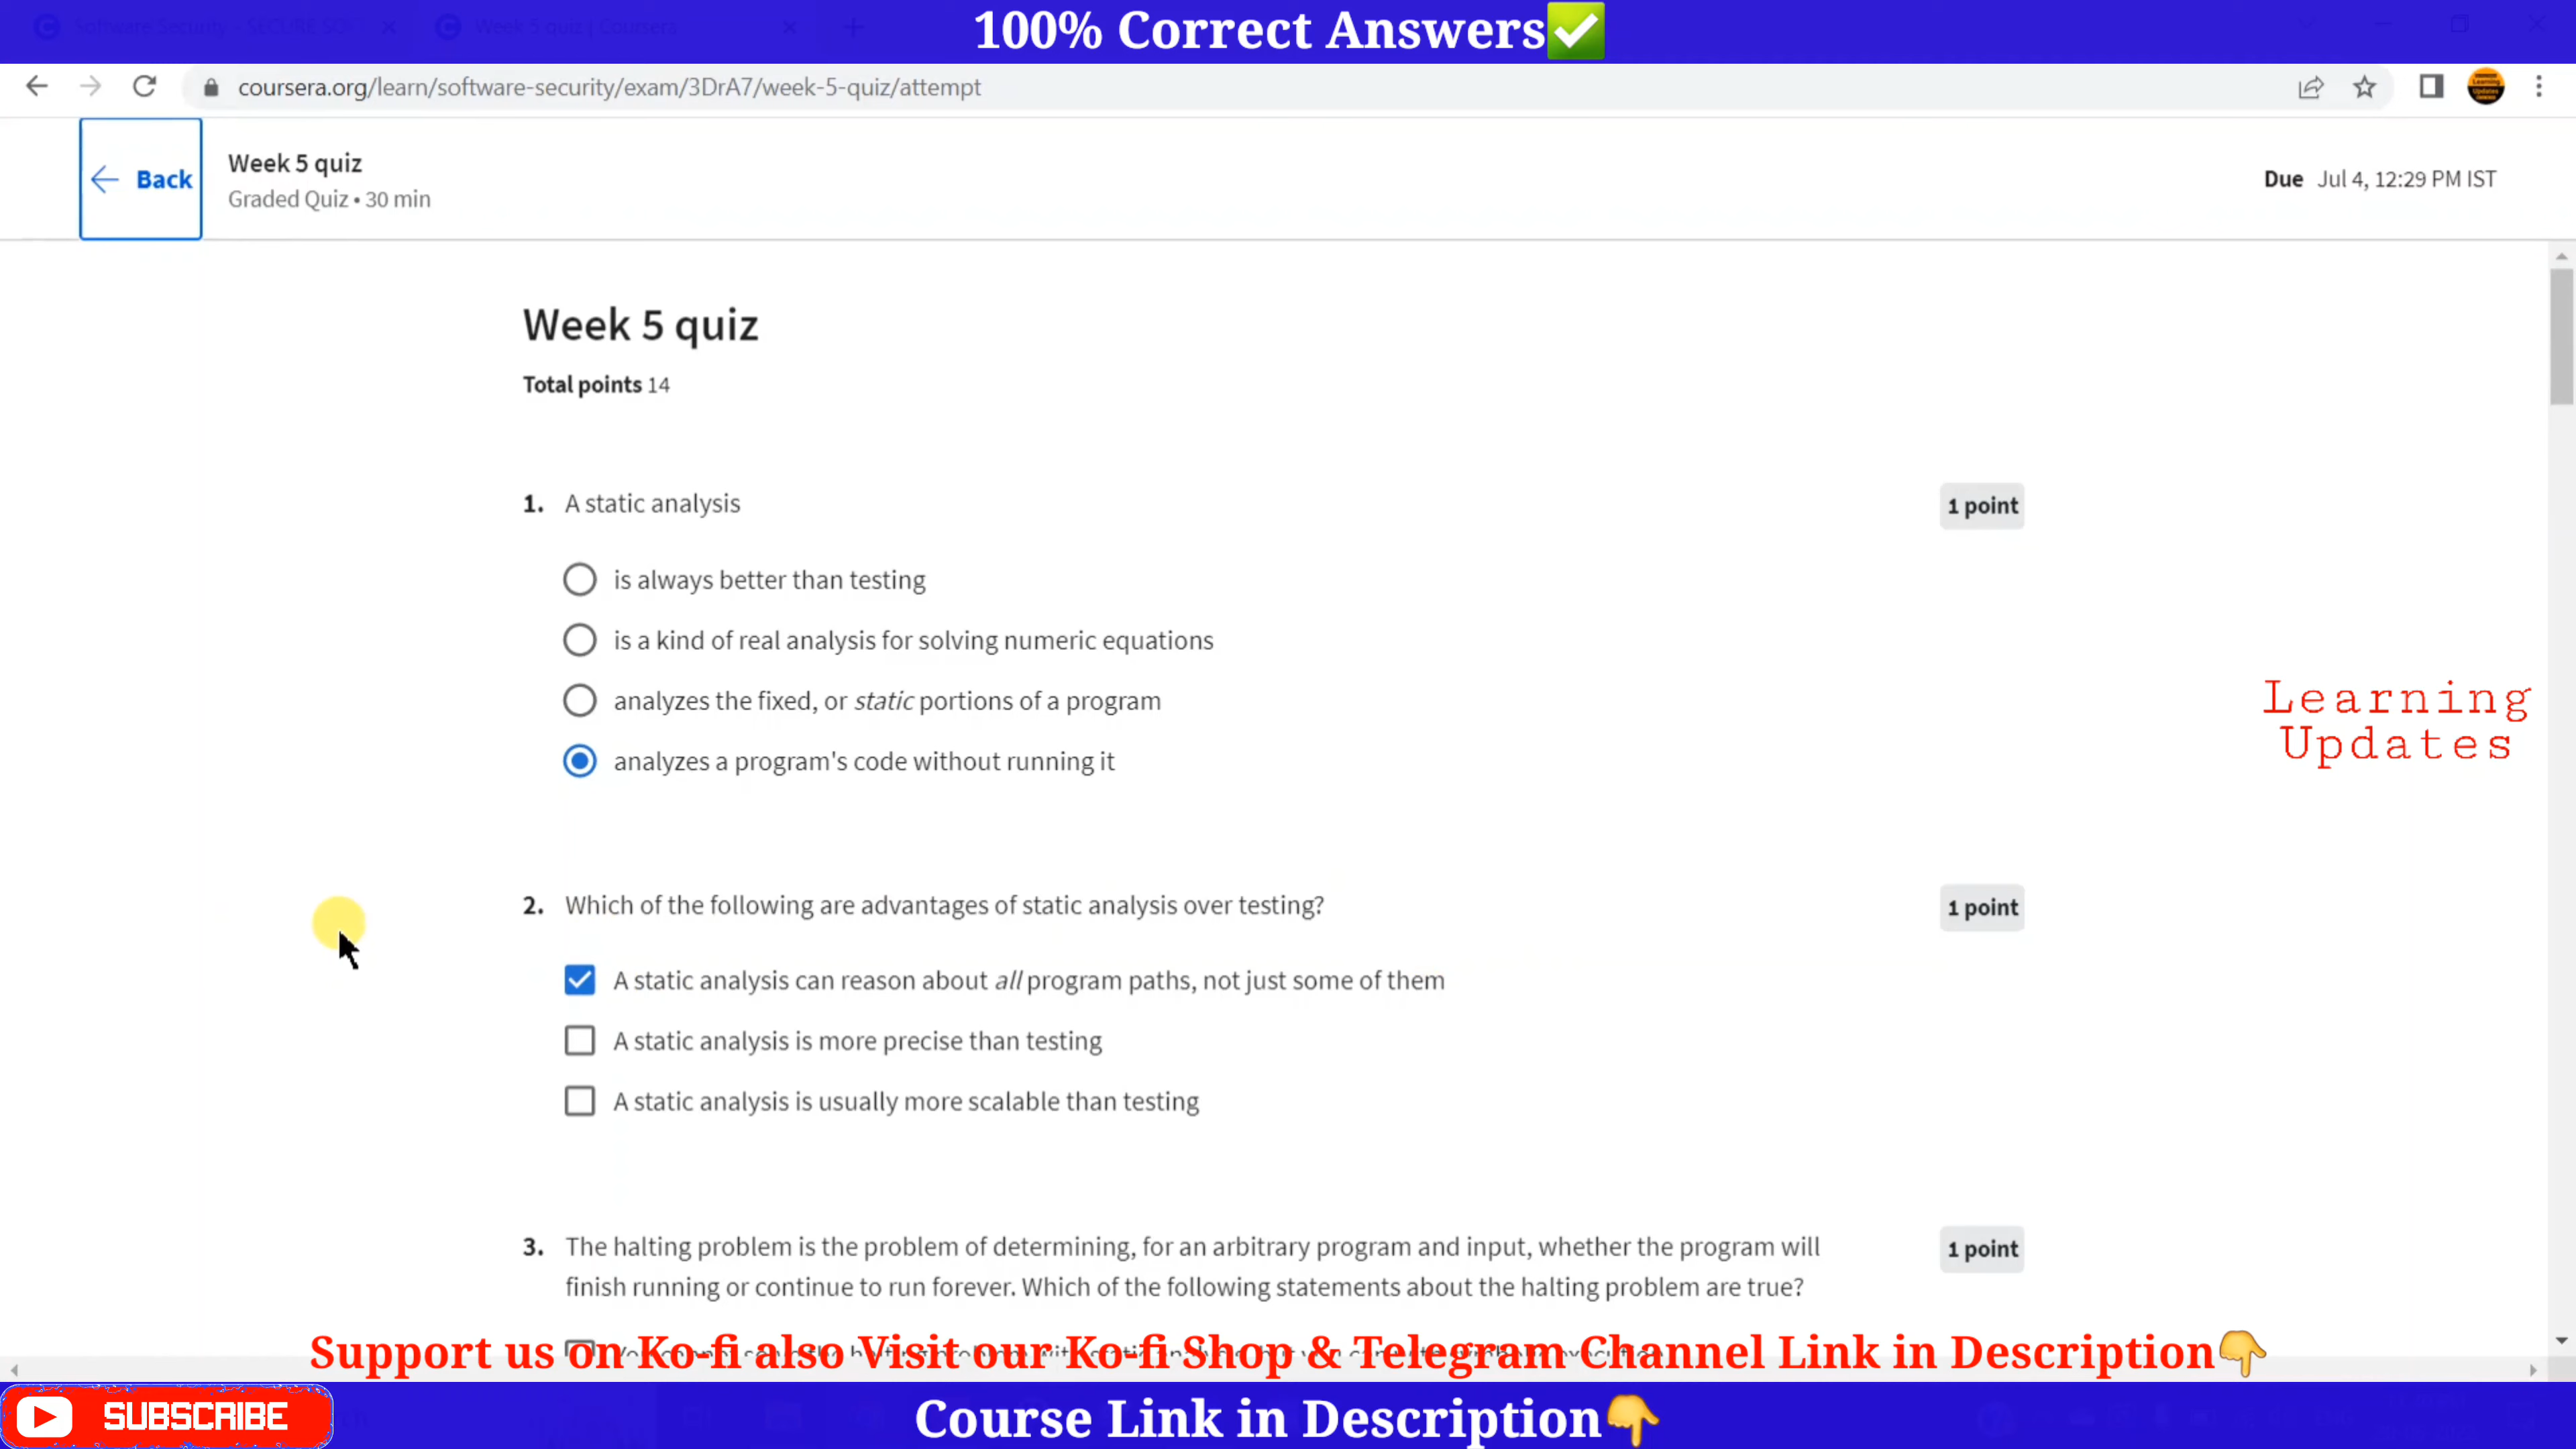 100% Correct Answers✅
Software Security - SECURE SOFT
Week 5 quiz | Coursera
coursera.org/learn/software-security/exam/3DrA7/week-5-quiz/attempt
Back
Week 5 quiz
Graded Quiz • 30 min
Due Jul 4, 12:29 PM IST
Week 5 quiz
Total points 14
1. A static analysis
1 point
is always better than testing
is a kind of real analysis for solving numeric equations
analyzes the fixed, or static portions of a program
analyzes a program's code without running it
Learning
Updates
2. Which of the following are advantages of static analysis over testing?
1 point
A static analysis can reason about all program paths, not just some of them
A static analysis is more precise than testing
A static analysis is usually more scalable than testing
3. The halting problem is the problem of determining, for an arbitrary program and input, whether the program will
finish running or continue to run forever. Which of the following statements about the halting problem are true?
1 point
Support us on Ko-fi also Visit our Ko-fi Shop & Telegram Channel Link in Description👇
SUBSCRIBE
Course Link in Description👇